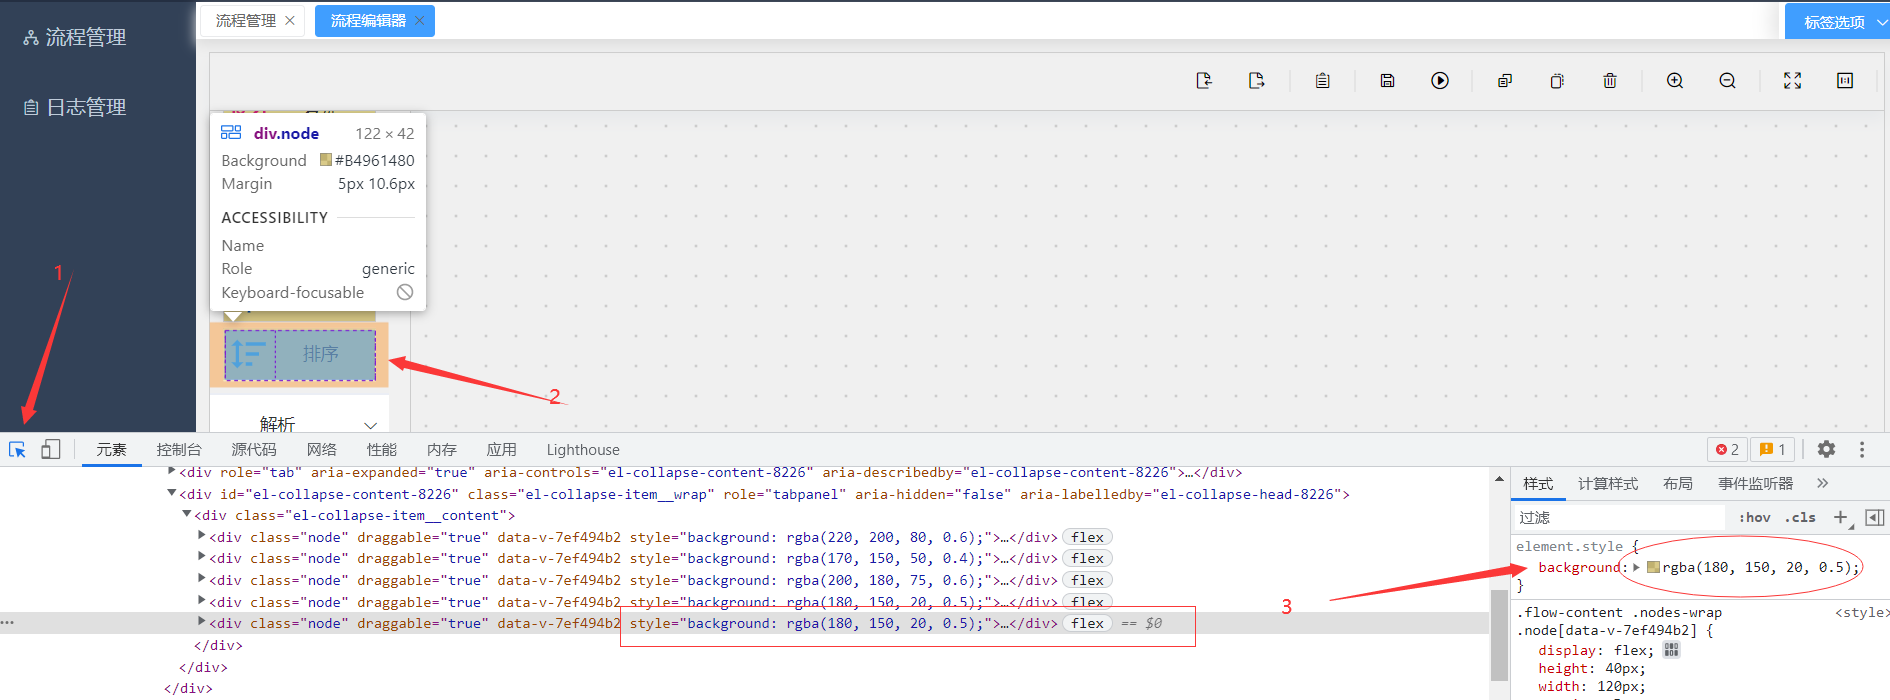 流程管理
日志管理
流程管理 ×
流程编辑器 ×
标签选项
div.node 122 × 42
Background #B4961480
Margin 5px 10.6px
ACCESSIBILITY
Name
Role generic
Keyboard-focusable
排序
解析
1
2
元素 控制台 源代码 网络 性能 内存 应用 Lighthouse 2 1
<div role="tab" aria-expanded="true" aria-controls="el-collapse-content-8226" aria-describedby="el-collapse-content-8226">…</div>
<div id="el-collapse-content-8226" class="el-collapse-item__wrap" role="tabpanel" aria-hidden="false" aria-labelledby="el-collapse-head-8226">
<div class="el-collapse-item__content">
<div class="node" draggable="true" data-v-7ef494b2 style="background: rgba(220, 200, 80, 0.6);">…</div> flex
<div class="node" draggable="true" data-v-7ef494b2 style="background: rgba(170, 150, 50, 0.4);">…</div> flex
<div class="node" draggable="true" data-v-7ef494b2 style="background: rgba(200, 180, 75, 0.6);">…</div> flex
<div class="node" draggable="true" data-v-7ef494b2 style="background: rgba(180, 150, 20, 0.5);">…</div> flex
<div class="node" draggable="true" data-v-7ef494b2 style="background: rgba(180, 150, 20, 0.5);">…</div> flex == $0
</div>
</div>
</div>
3
样式 计算样式 布局 事件监听器 »
过滤 :hov .cls +
element.style {
background: rgba(180, 150, 20, 0.5);
}
.flow-content .nodes-wrap <style>
.node[data-v-7ef494b2] {
display: flex;
height: 40px;
width: 120px;